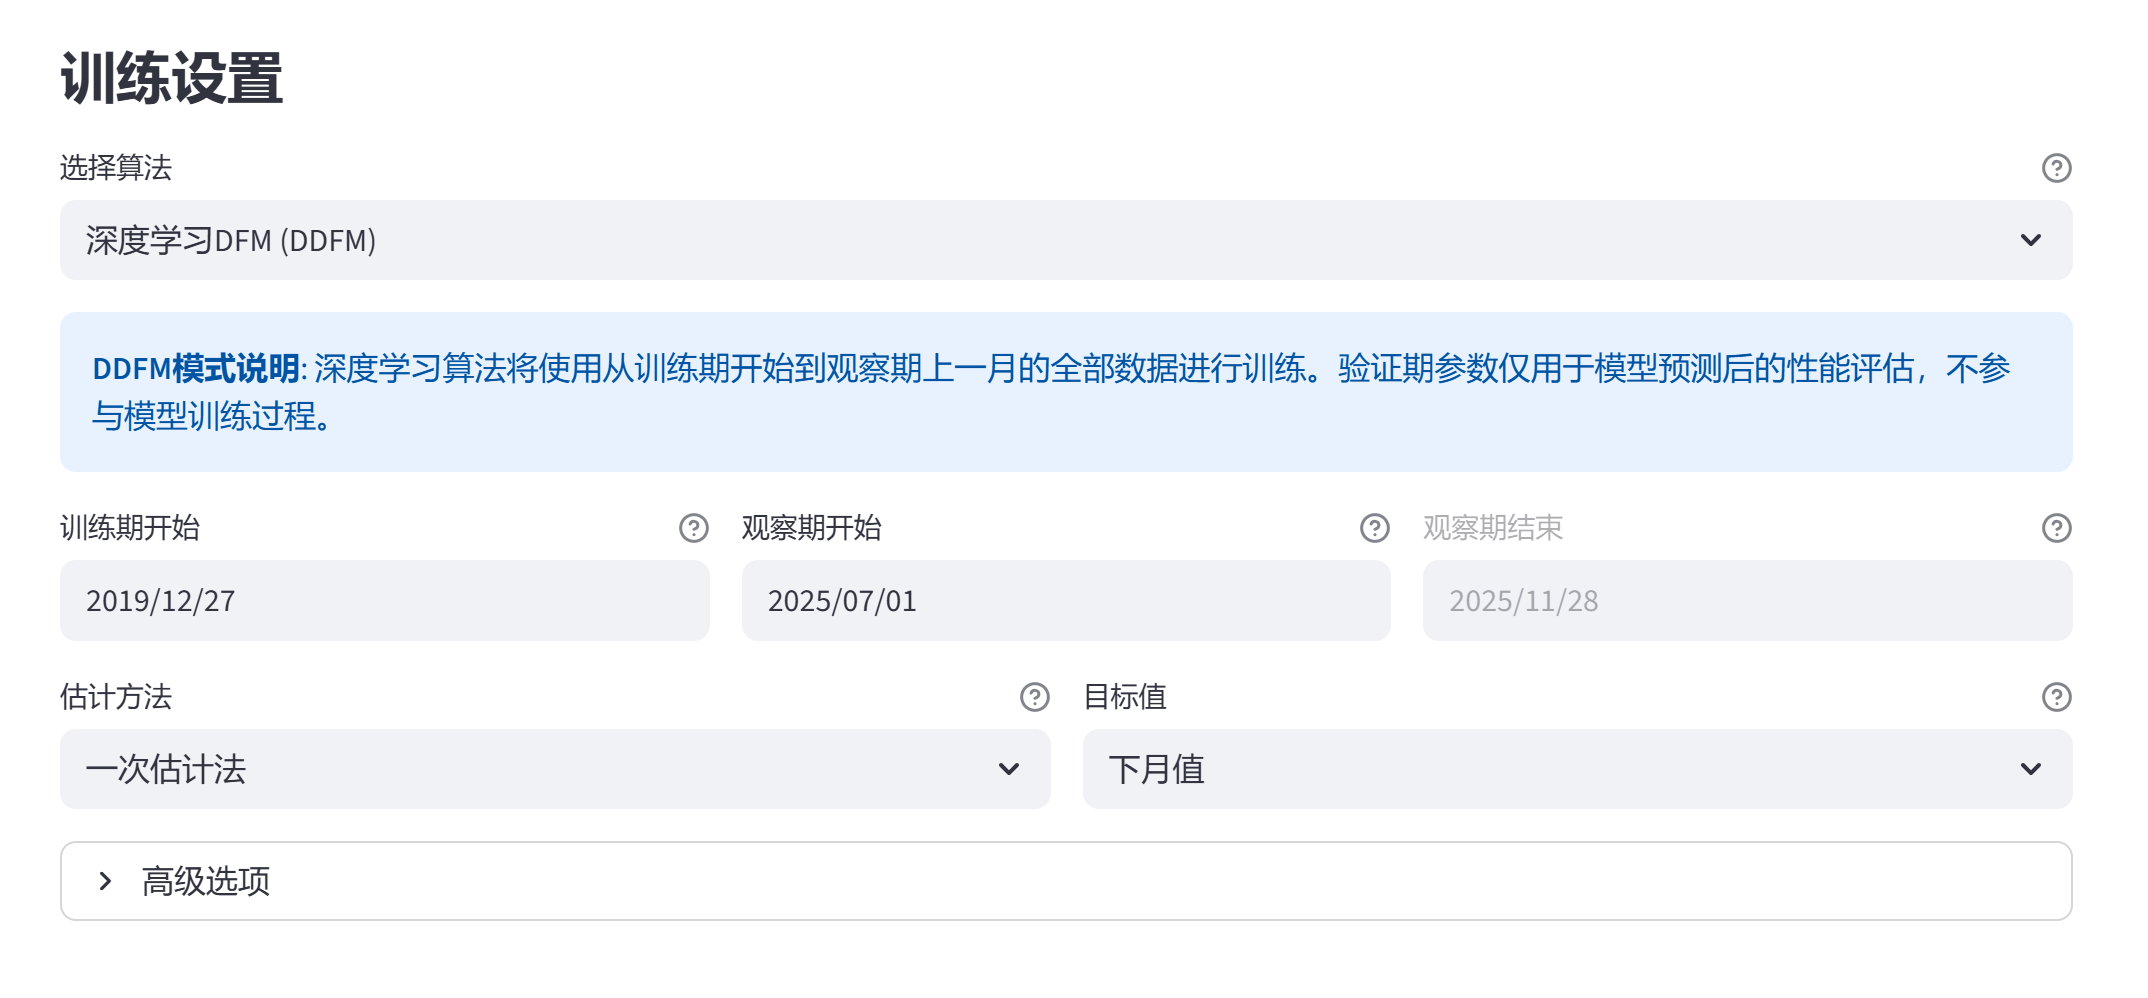 训练设置
选择算法
深度学习DFM (DDFM)
DDFM模式说明: 深度学习算法将使用从训练期开始到观察期上一月的全部数据进行训练。验证期参数仅用于模型预测后的性能评估，不参
与模型训练过程。
训练期开始
观察期开始
观察期结束
2019/12/27
2025/07/01
2025/11/28
估计方法
目标值
一次估计法
下月值
高级选项